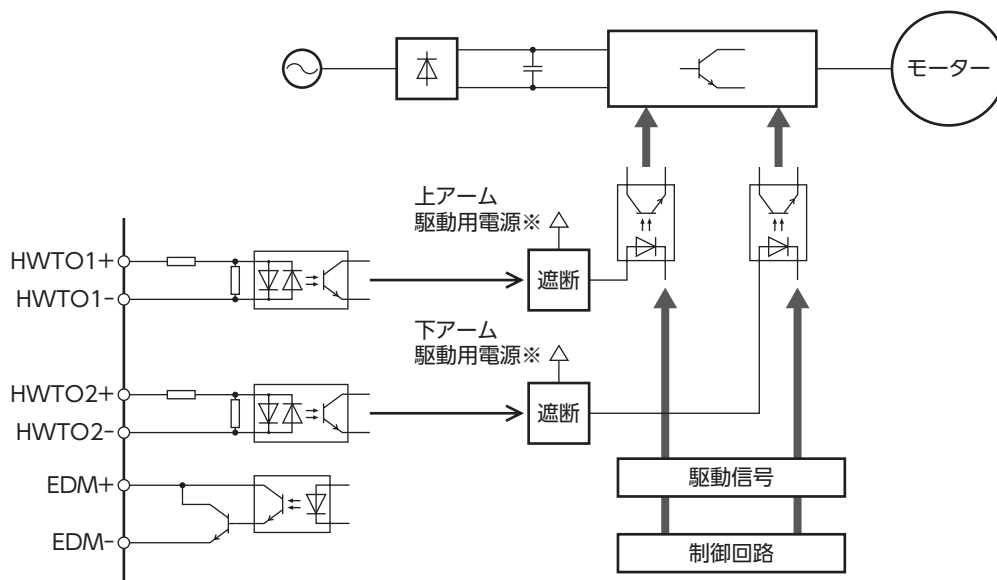 モーター
上アーム
駆動用電源※
HWTO1+
HWTO1-
遮断
下アーム
駆動用電源※
HWTO2+
HWTO2-
遮断
EDM+
EDM-
駆動信号
制御回路